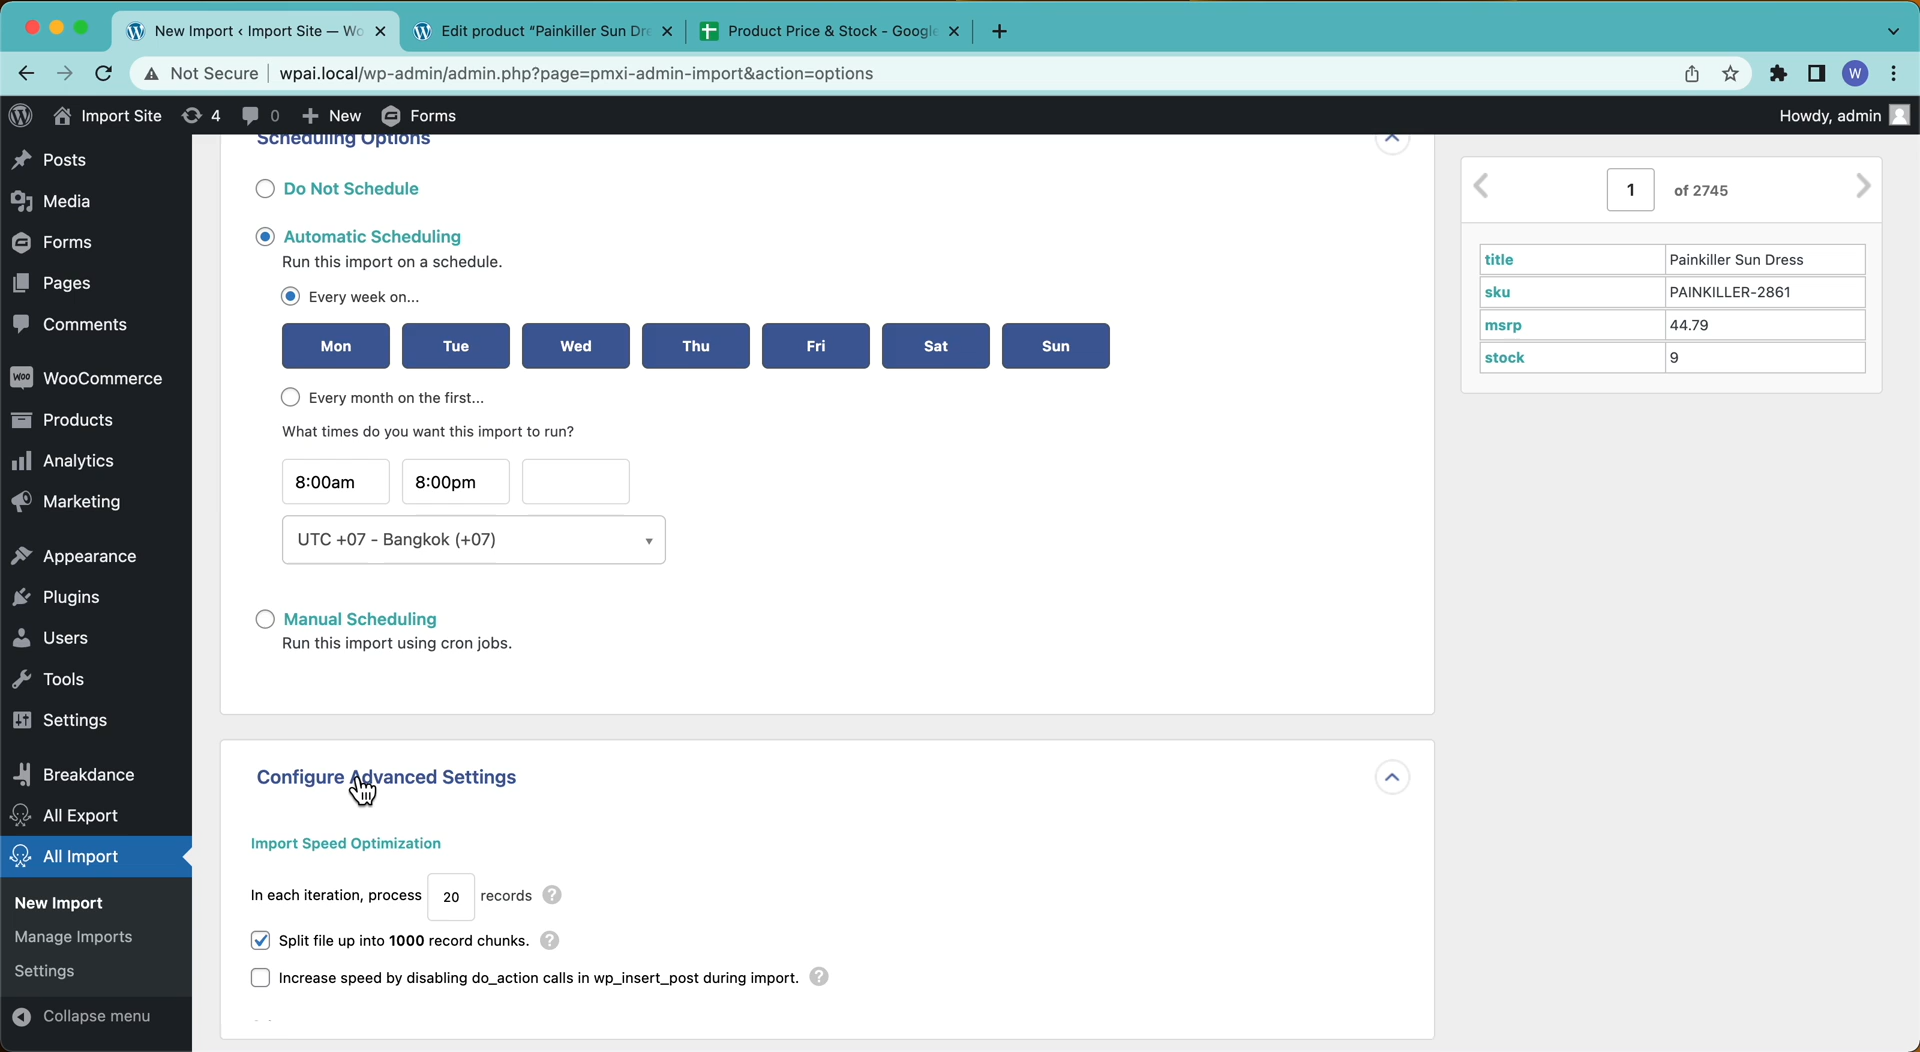 New Import ‹ Import Site — Wo
Edit product "Painkiller Sun Dre
Product Price & Stock - Google
Not Secure
wpai.local/wp-admin/admin.php?page=pmxi-admin-import&action=options
W
Import Site
4
0
New
Forms
Howdy, admin
Posts
Media
Forms
Pages
Comments
WooCommerce
Products
Analytics
Marketing
Appearance
Plugins
Users
Tools
Settings
Breakdance
All Export
All Import
New Import
Manage Imports
Settings
Collapse menu
Scheduling Options
Do Not Schedule
Automatic Scheduling
Run this import on a schedule.
Every week on...
Mon
Tue
Wed
Thu
Fri
Sat
Sun
Every month on the first...
What times do you want this import to run?
8:00am
8:00pm
UTC +07 - Bangkok (+07)
Manual Scheduling
Run this import using cron jobs.
Configure Advanced Settings
Import Speed Optimization
In each iteration, process 20 records ?
Split file up into 1000 record chunks. ?
Increase speed by disabling do_action calls in wp_insert_post during import. ?
1 of 2745
title Painkiller Sun Dress
sku PAINKILLER-2861
msrp 44.79
stock 9